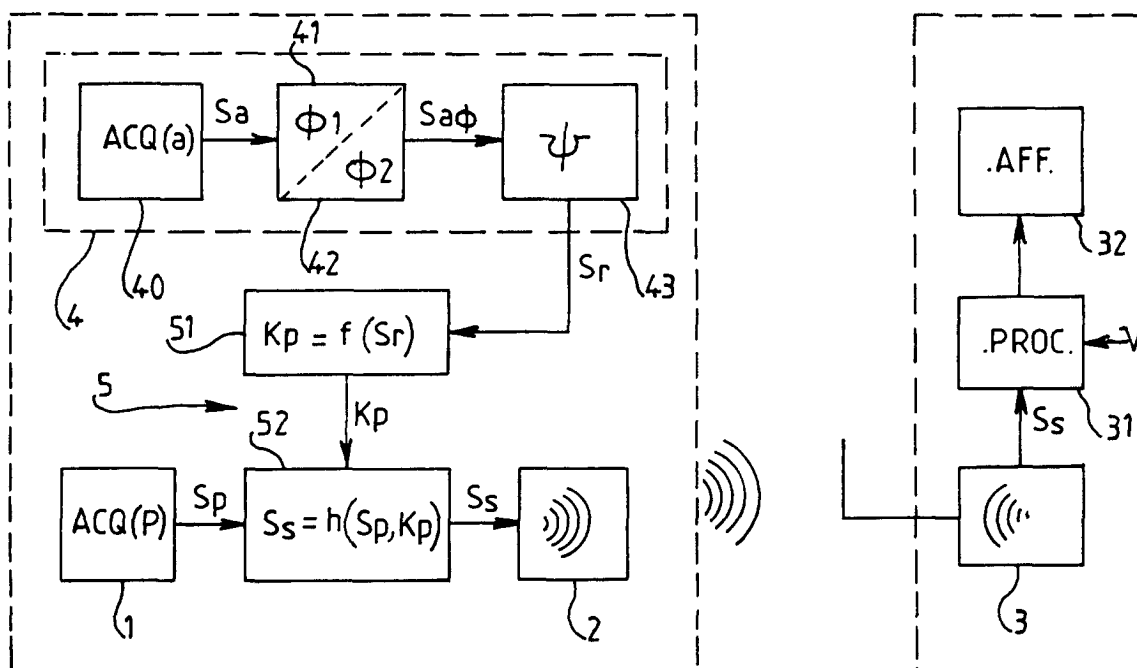 41
ACQ(a)
Sa
Φ1
Φ2
SaΦ
Ψ
.AFF.
4
40
42
Sr
43
32
51
Kp = f (Sr)
.PROC.
V
5
52
Kp
Ss
31
ACQ(P)
Sp
Ss = h(Sp,Kp)
Ss
1
2
3